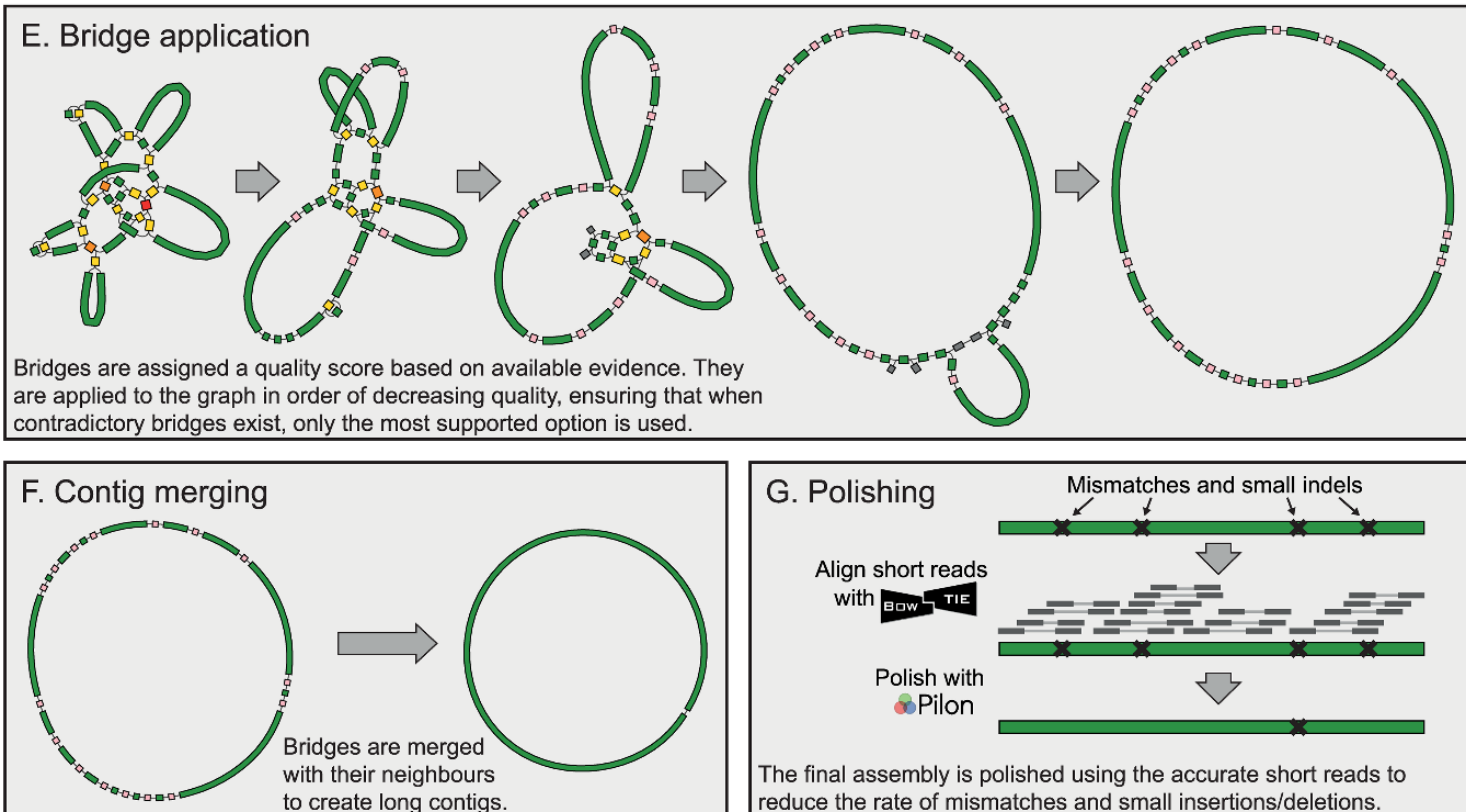 E. Bridge application
Bridges are assigned a quality score based on available evidence. They
are applied to the graph in order of decreasing quality, ensuring that when
contradictory bridges exist, only the most supported option is used.
F. Contig merging
Bridges are merged
with their neighbours
to create long contigs.
G. Polishing
Mismatches and small indels
Align short reads
with BOW TIE
Polish with
Pilon
The final assembly is polished using the accurate short reads to
reduce the rate of mismatches and small insertions/deletions.